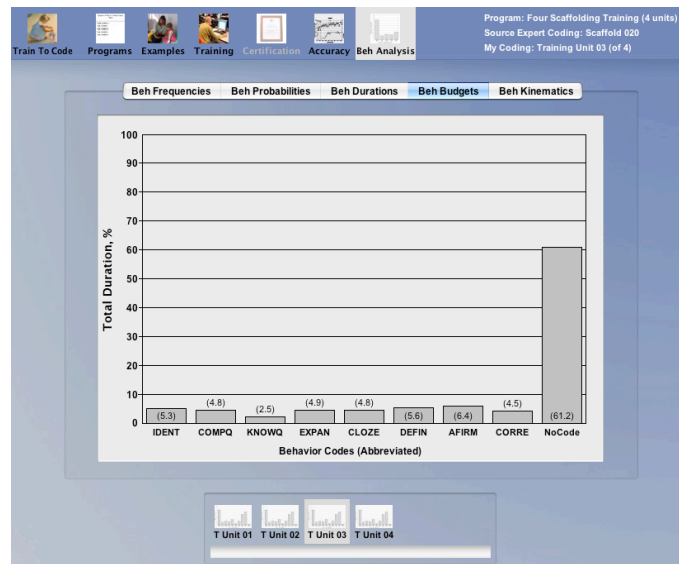 Program: Four Scaffolding Training (4 units)
Source Expert Coding: Scaffold 020
My Coding: Training Unit 03 (of 4)
Train To Code Programs Examples Training Certification Accuracy Beh Analysis
Beh Frequencies Beh Probabilities Beh Durations Beh Budgets Beh Kinematics
Total Duration, %
100
90
80
70
60
50
40
30
20
10
0
(5.3) (4.8) (2.5) (4.9) (4.8) (5.6) (6.4) (4.5) (61.2)
IDENT COMPQ KNOWQ EXPAN CLOZE DEFIN AFIRM CORRE NoCode
Behavior Codes (Abbreviated)
T Unit 01 T Unit 02 T Unit 03 T Unit 04